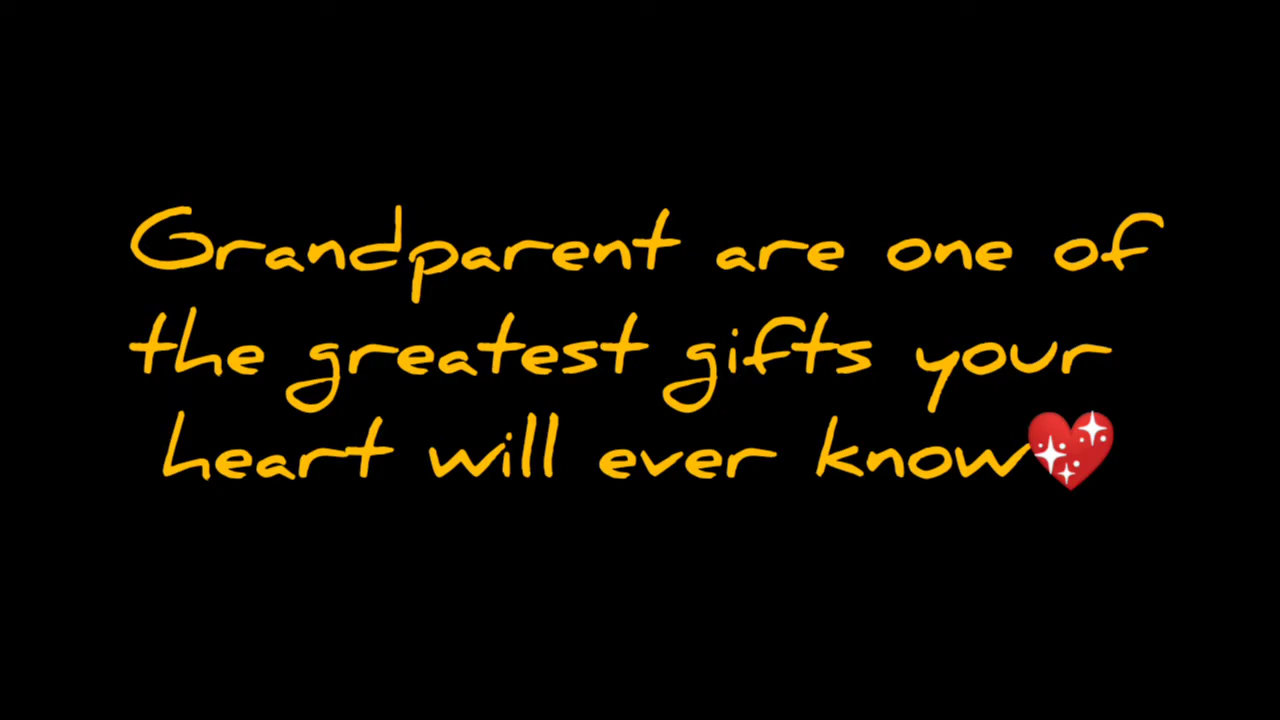 Grandparent are one of
the greatest gifts your
heart will ever know💖